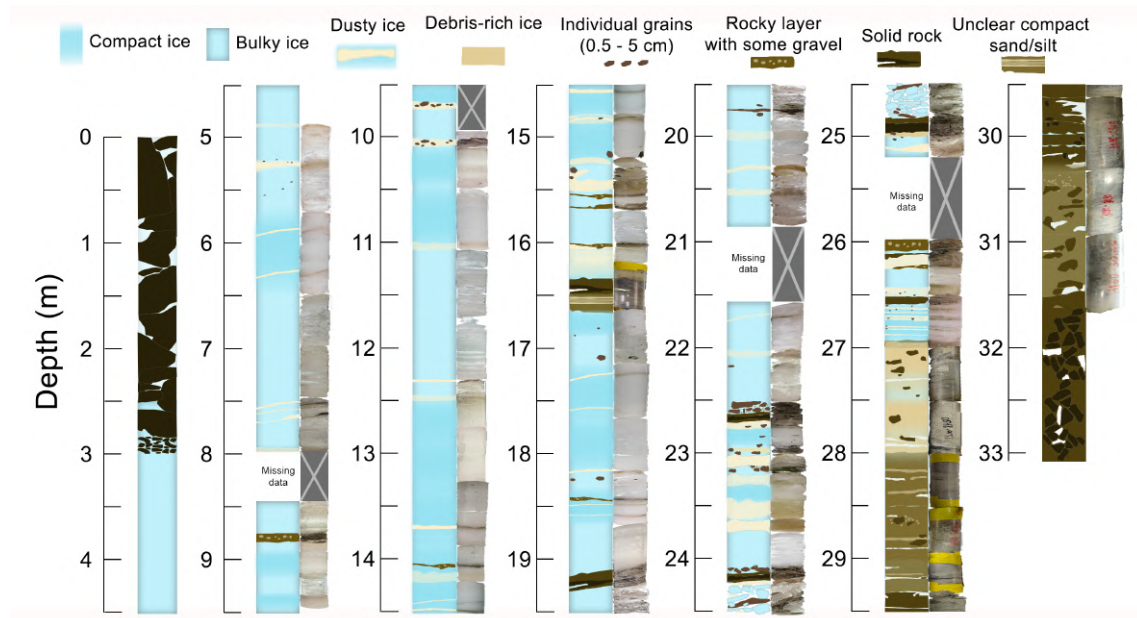 Compact ice
Bulky ice
Dusty ice
Debris-rich ice
Individual grains
(0.5 - 5 cm)
Rocky layer
with some gravel
Solid rock
Unclear compact
sand/silt
Depth (m)
0
1
2
3
4
5
6
7
8
9
Missing
data
10
11
12
13
14
15
16
17
18
19
20
21
22
23
24
Missing
data
25
26
27
28
29
Missing
data
30
31
32
33